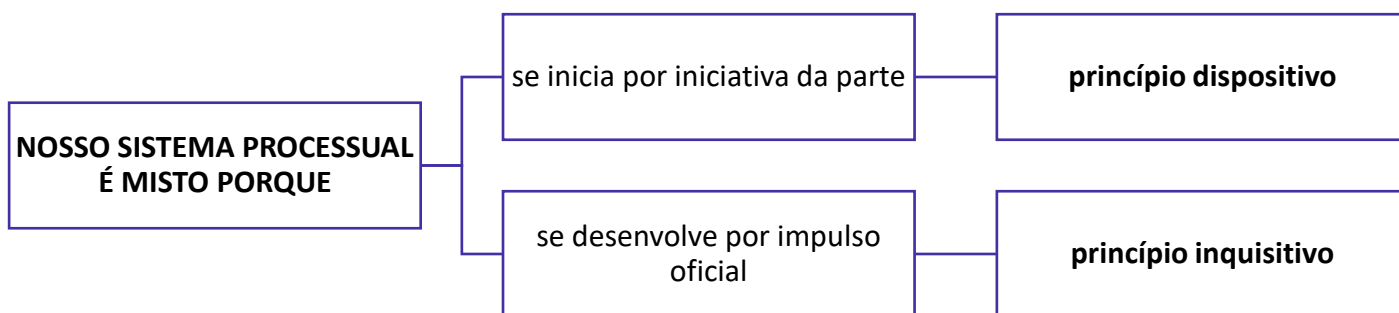 NOSSO SISTEMA PROCESSUAL
É MISTO PORQUE
se inicia por iniciativa da parte
princípio dispositivo
se desenvolve por impulso
oficial
princípio inquisitivo